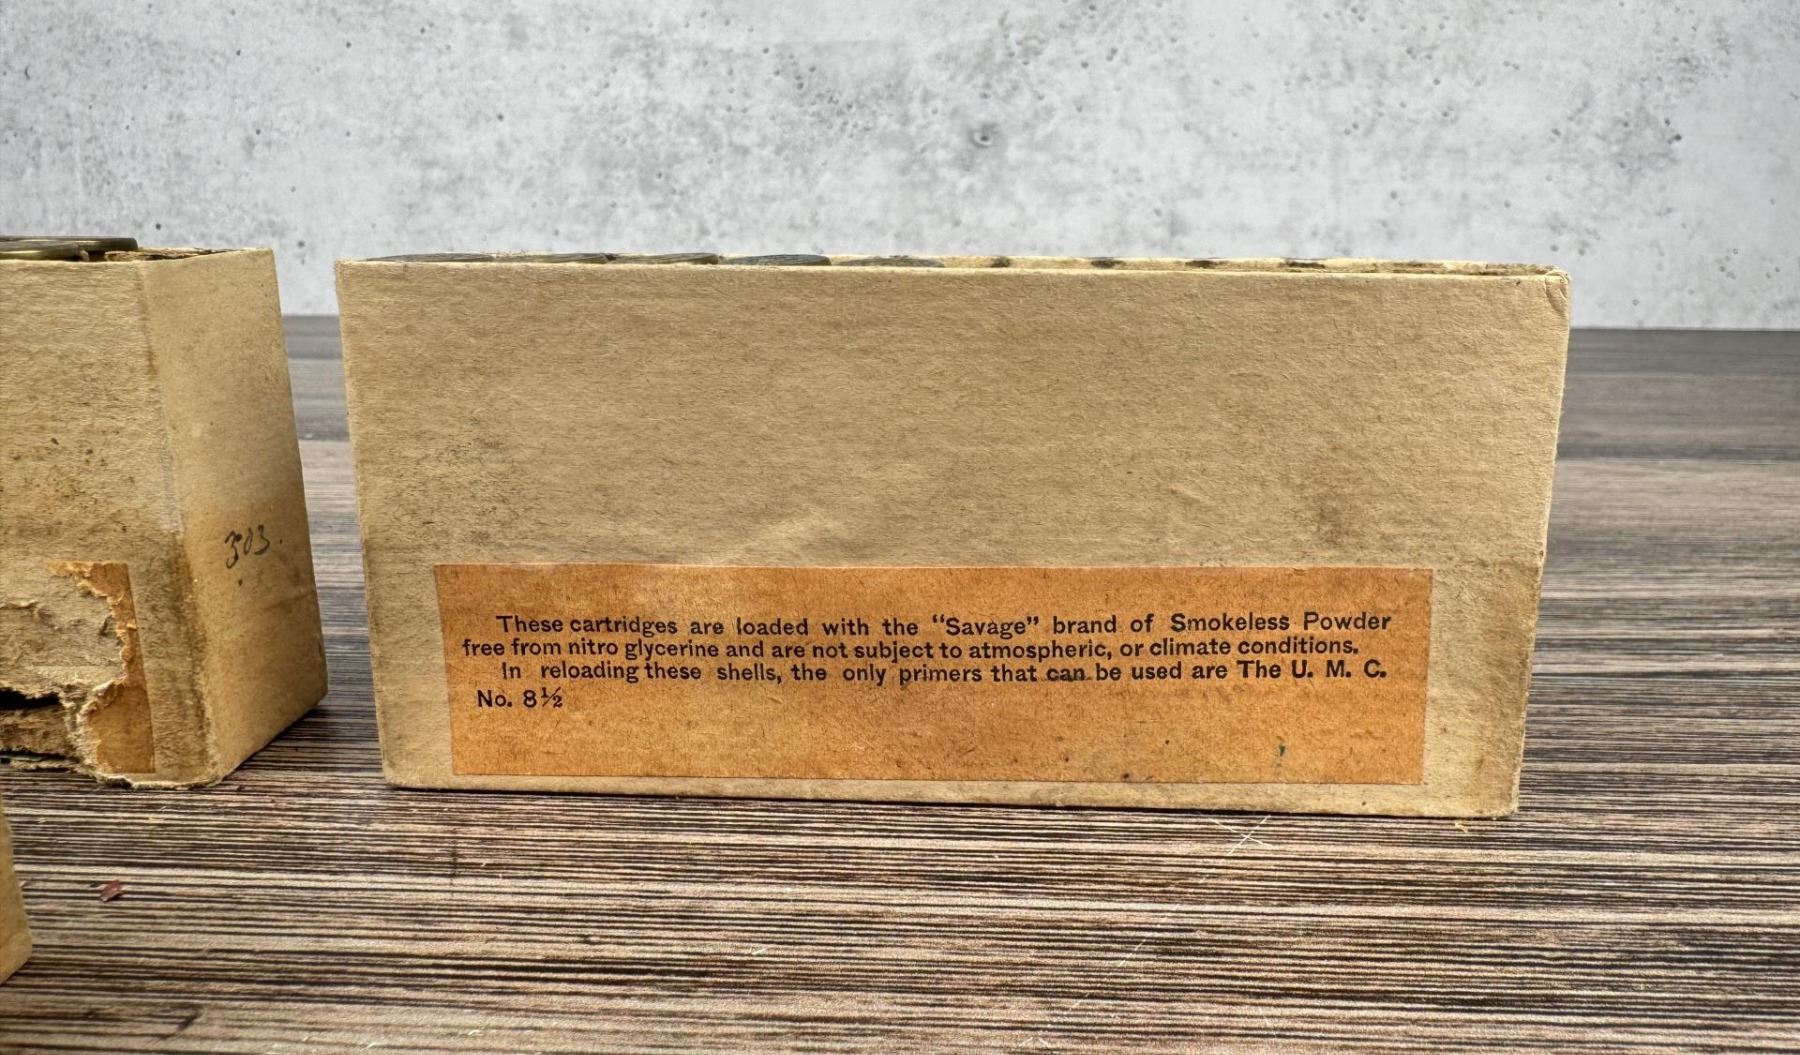 303.
These cartridges are loaded with the “Savage” brand of Smokeless Powder
free from nitro glycerine and are not subject to atmospheric, or climate conditions.
In reloading these shells, the only primers that can be used are The U. M. C.
No. 8½